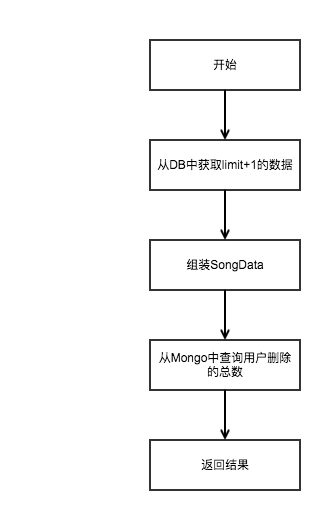 开始
从DB中获取limit+1的数据
组装SongData
从Mongo中查询用户删除
的总数
返回结果